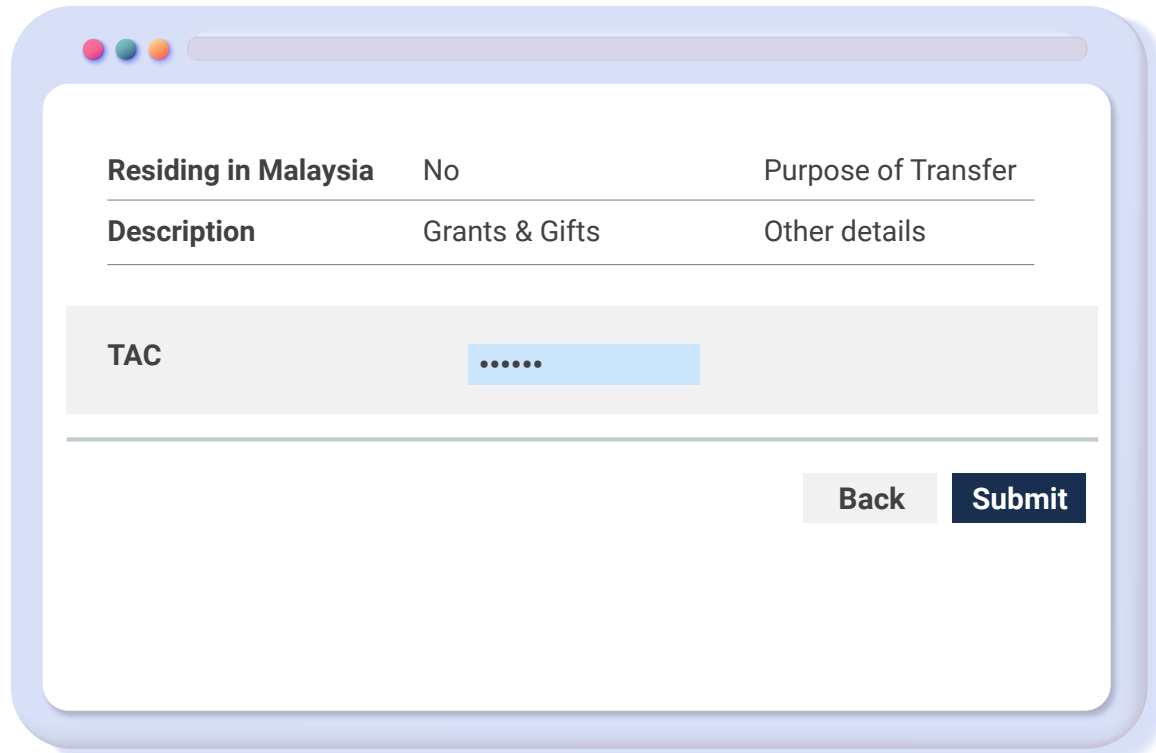 Residing in Malaysia No Purpose of Transfer
Description Grants & Gifts Other details
TAC ••••••
Back Submit